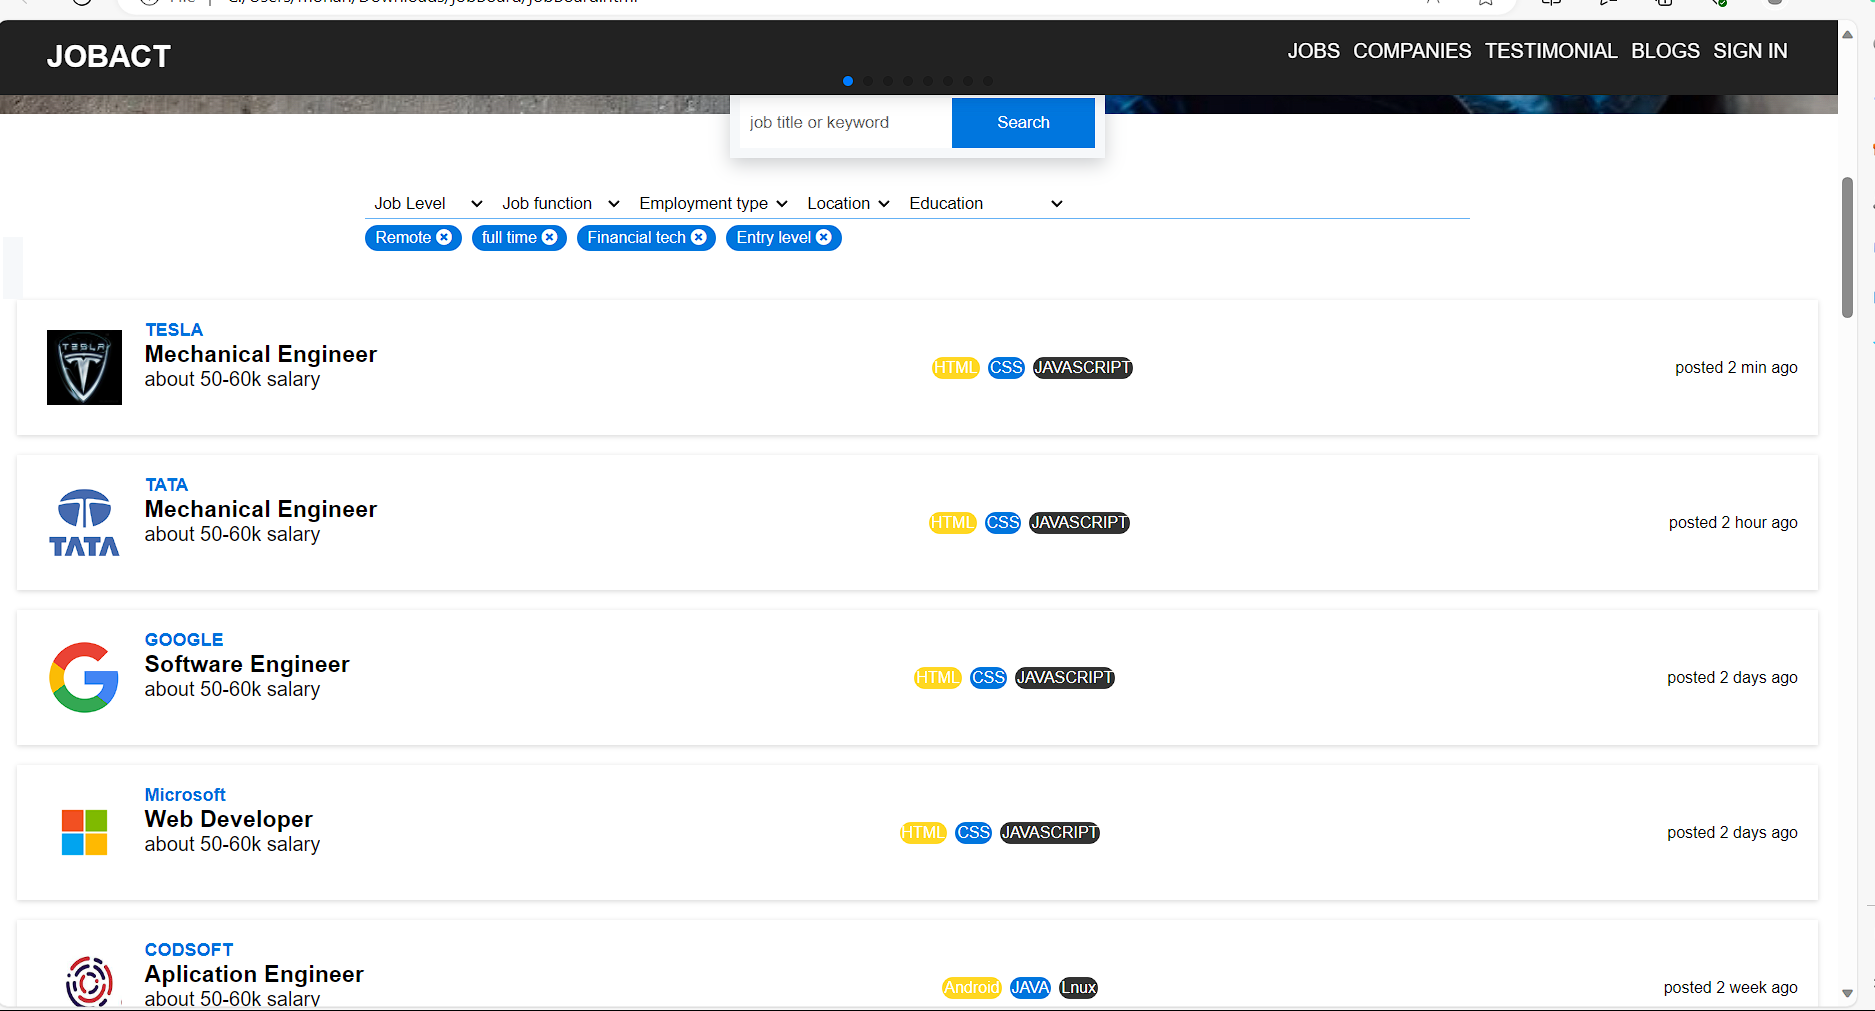 JOBACT
JOBS COMPANIES TESTIMONIAL BLOGS SIGN IN
job title or keyword
Search
Job Level Job function Employment type Location Education
Remote full time Financial tech Entry level
TESLA
TESLA
Mechanical Engineer
about 50-60k salary
HTML CSS JAVASCRIPT
posted 2 min ago
TATA
TATA
Mechanical Engineer
about 50-60k salary
HTML CSS JAVASCRIPT
posted 2 hour ago
GOOGLE
Software Engineer
about 50-60k salary
HTML CSS JAVASCRIPT
posted 2 days ago
Microsoft
Web Developer
about 50-60k salary
HTML CSS JAVASCRIPT
posted 2 days ago
CODSOFT
Aplication Engineer
about 50-60k salary
Android JAVA Lnux
posted 2 week ago